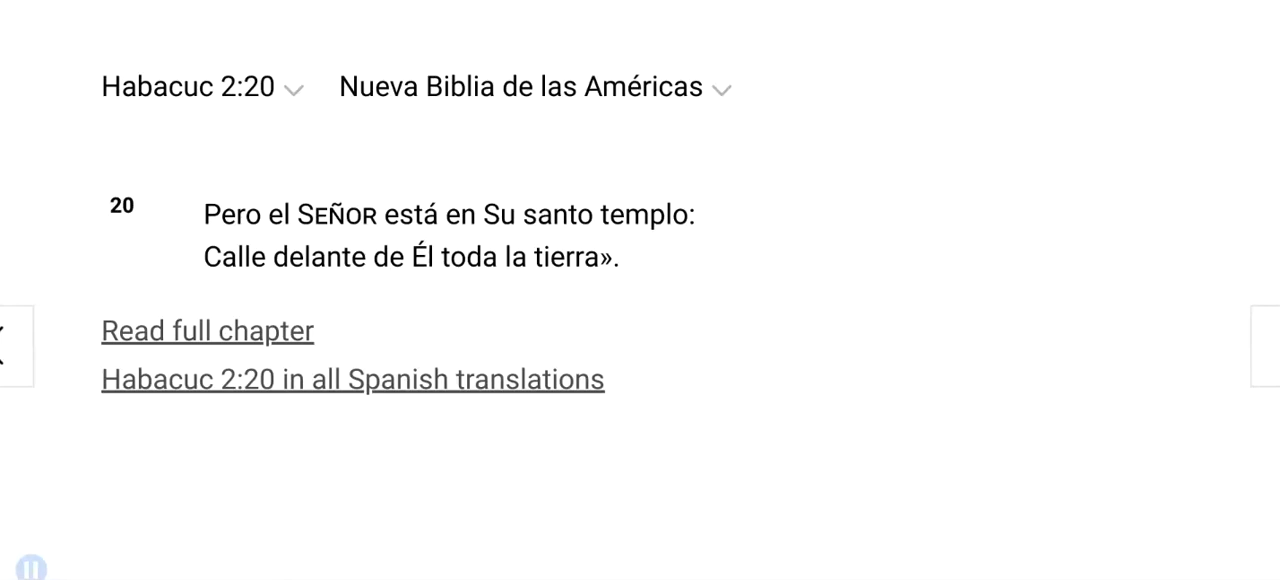 Habacuc 2:20 Nueva Biblia de las Américas
20 Pero el SEÑOR está en Su santo templo:
Calle delante de Él toda la tierra».
Read full chapter
Habacuc 2:20 in all Spanish translations